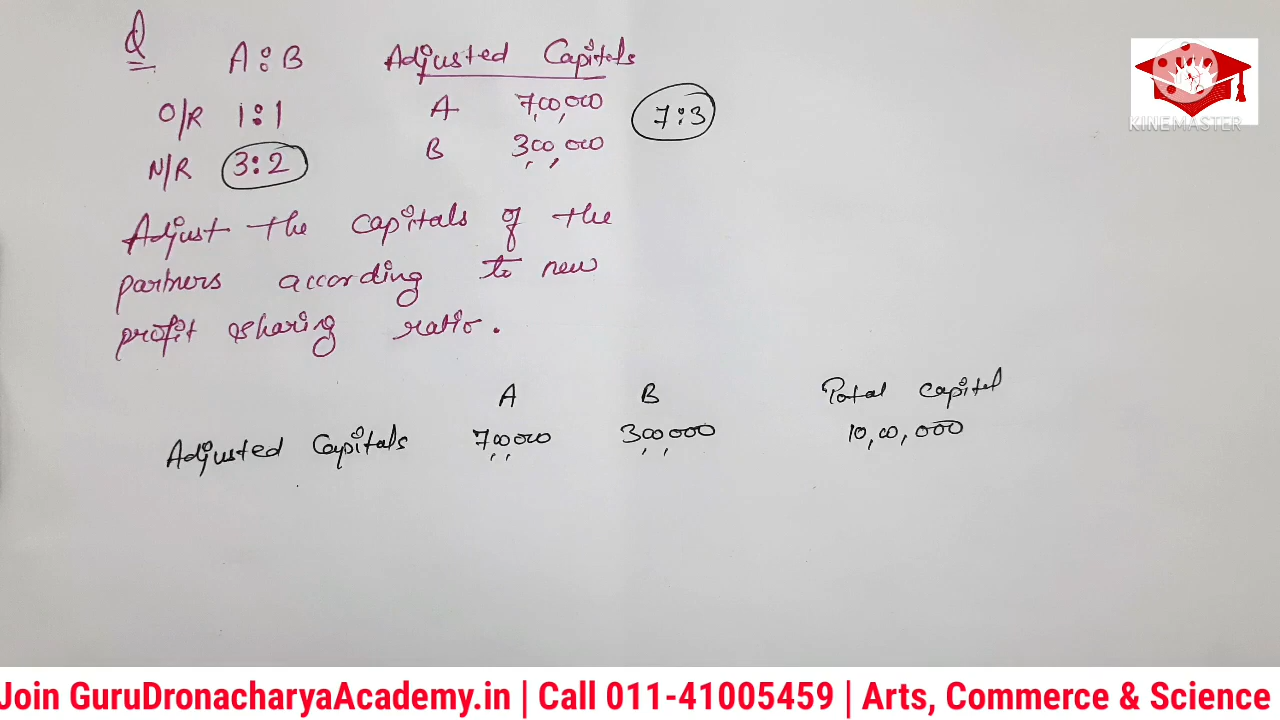 Q A : B Adjusted Capitals
O/R 1:1 A 7,00,000 7:3
N/R 3:2 B 3,00,000
Adjust the capitals of the
partners according to new
profit sharing ratio.
A B Total Capital
Adjusted Capitals 7,00,000 3,00,000 10,00,000
KINEMASTER
Join GuruDronacharyaAcademy.in | Call 011-41005459 | Arts, Commerce & Science